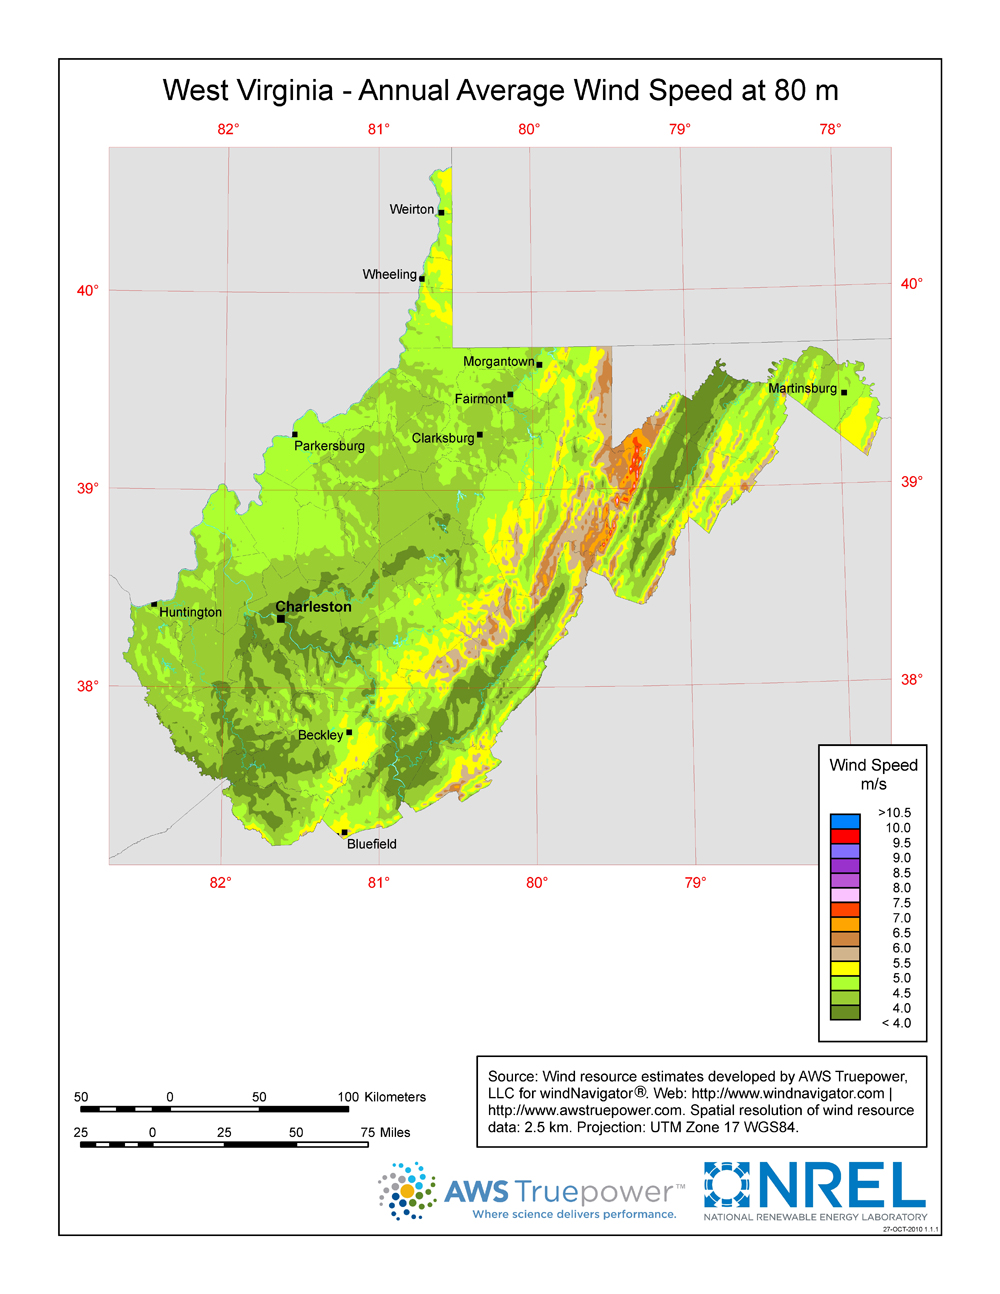 West Virginia - Annual Average Wind Speed at 80 m
82° 81° 80° 79° 78°
Weirton
Wheeling
40° 40°
Morgantown
Martinsburg
Fairmont
Clarksburg
Parkersburg
39° 39°
Charleston
Huntington
38° 38°
Beckley
Bluefield
82° 81° 80° 79°
Wind Speed
m/s
>10.5
10.0
9.5
9.0
8.5
8.0
7.5
7.0
6.5
6.0
5.5
5.0
4.5
4.0
< 4.0
50 0 50 100 Kilometers
25 0 25 50 75 Miles
Source: Wind resource estimates developed by AWS Truepower,
LLC for windNavigator®. Web: http://www.windnavigator.com |
http://www.awstruepower.com. Spatial resolution of wind resource
data: 2.5 km. Projection: UTM Zone 17 WGS84.
AWS Truepower™
Where science delivers performance.
NREL
NATIONAL RENEWABLE ENERGY LABORATORY
27-OCT-2010 1.1.1